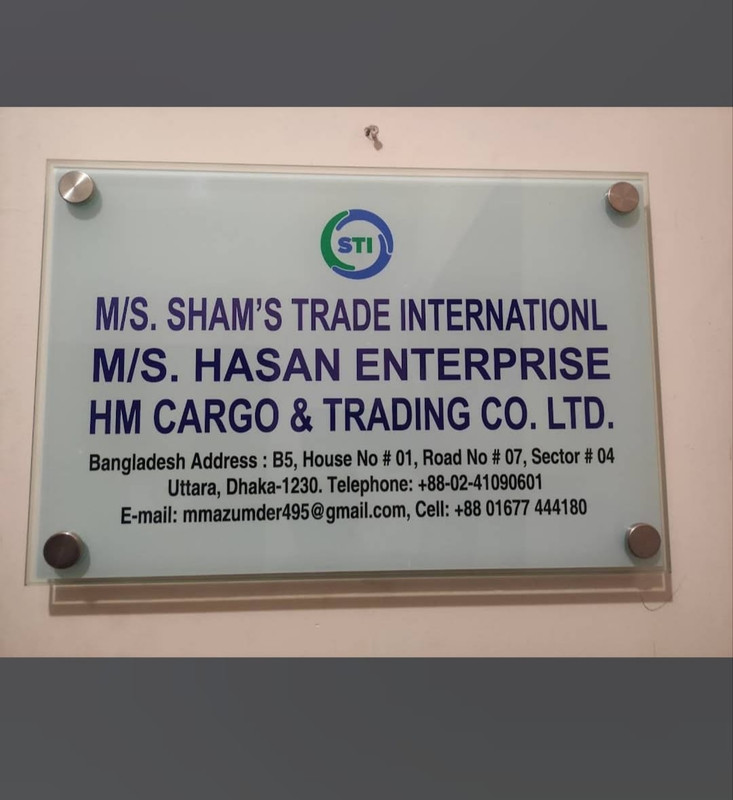 STI
M/S. SHAM'S TRADE INTERNATIONL
M/S. HASAN ENTERPRISE
HM CARGO & TRADING CO. LTD.
Bangladesh Address : B5, House No # 01, Road No # 07, Sector # 04
Uttara, Dhaka-1230. Telephone: +88-02-41090601
E-mail: mmazumder495@gmail.com, Cell: +88 01677 444180